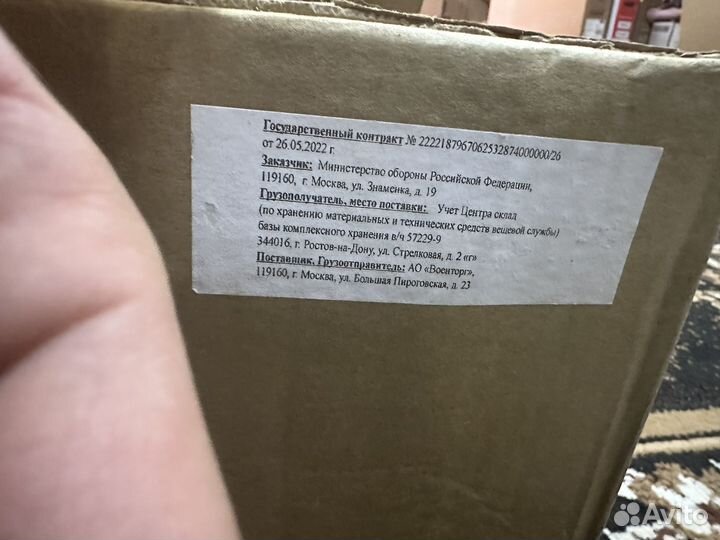 Государственный контракт № 2222187967062532874000000/26
от 26.05.2022 г.
Заказчик: Министерство обороны Российской Федерации,
119160, г. Москва, ул. Знаменка, д. 19
Грузополучатель, место поставки: Учет Центра склад
(по хранению материальных и технических средств вещевой службы)
базы комплексного хранения в/ч 57229-9
344016, г. Ростов-на-Дону, ул. Стрелковая, д. 2 «г»
Поставщик, Грузоотправитель: АО «Военторг»,
119160, г. Москва, ул. Большая Пироговская, д. 23
Avito